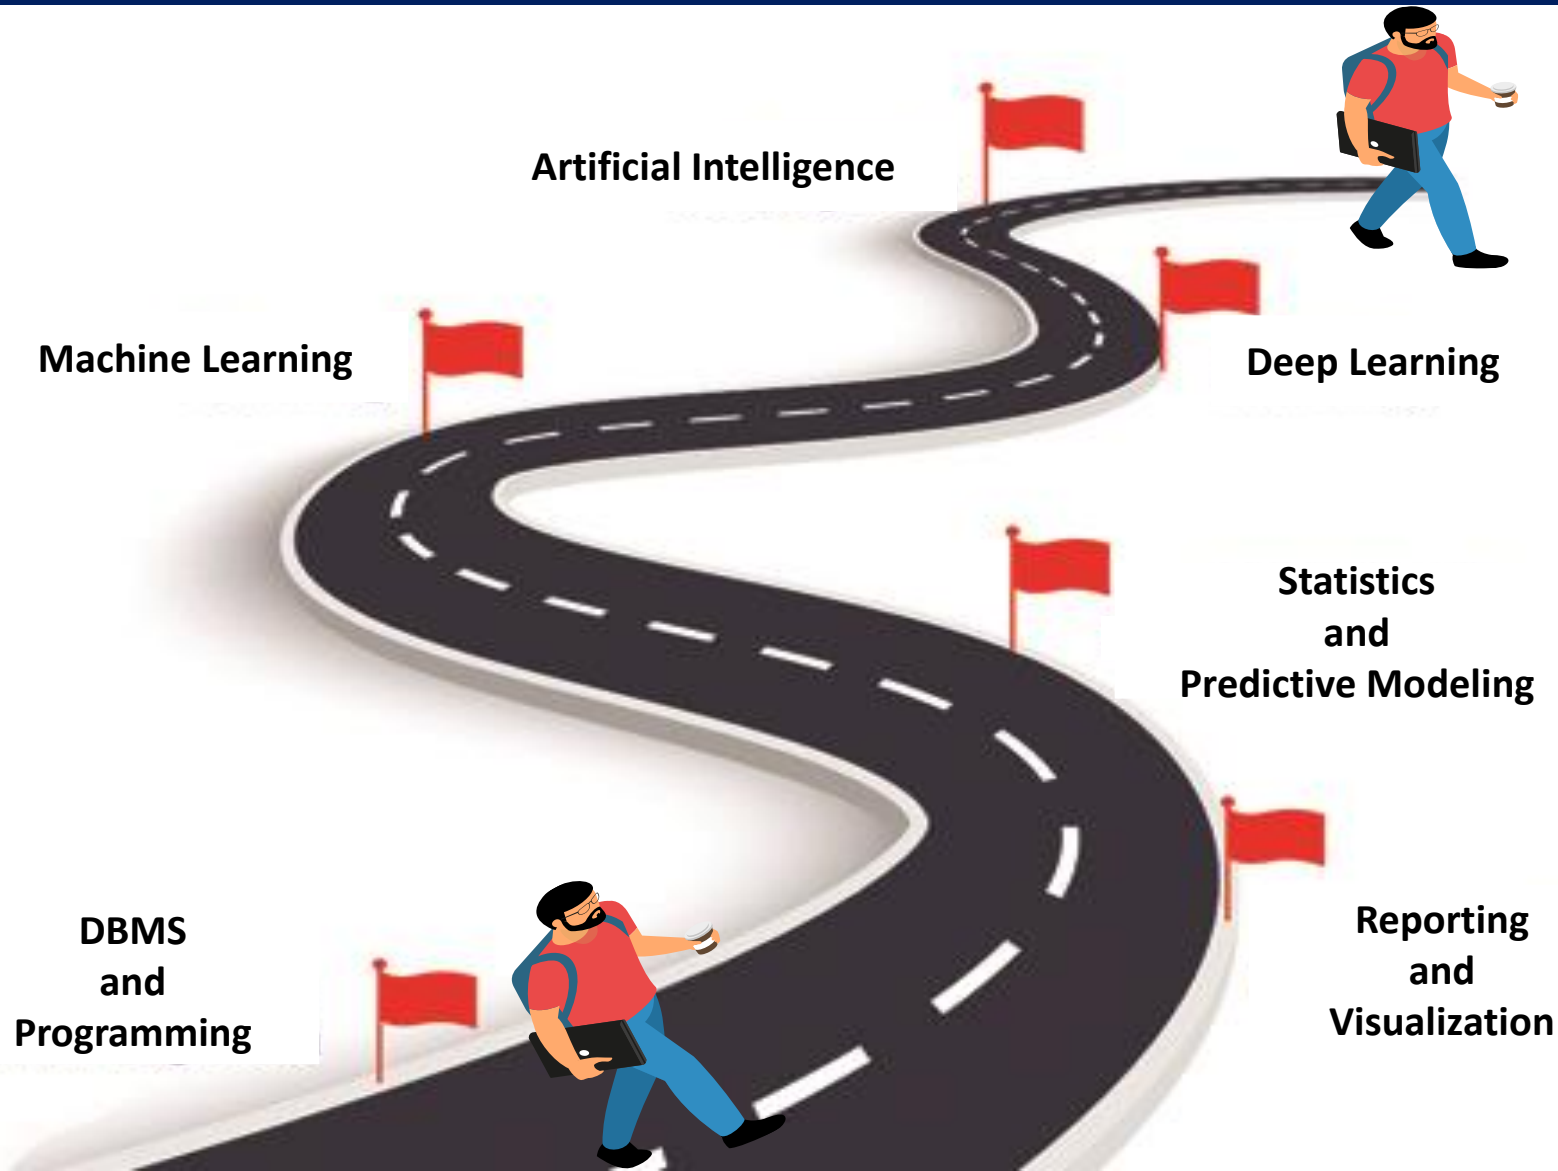 Artificial Intelligence
Machine Learning
Deep Learning
Statistics
and
Predictive Modeling
DBMS
and
Programming
Reporting
and
Visualization